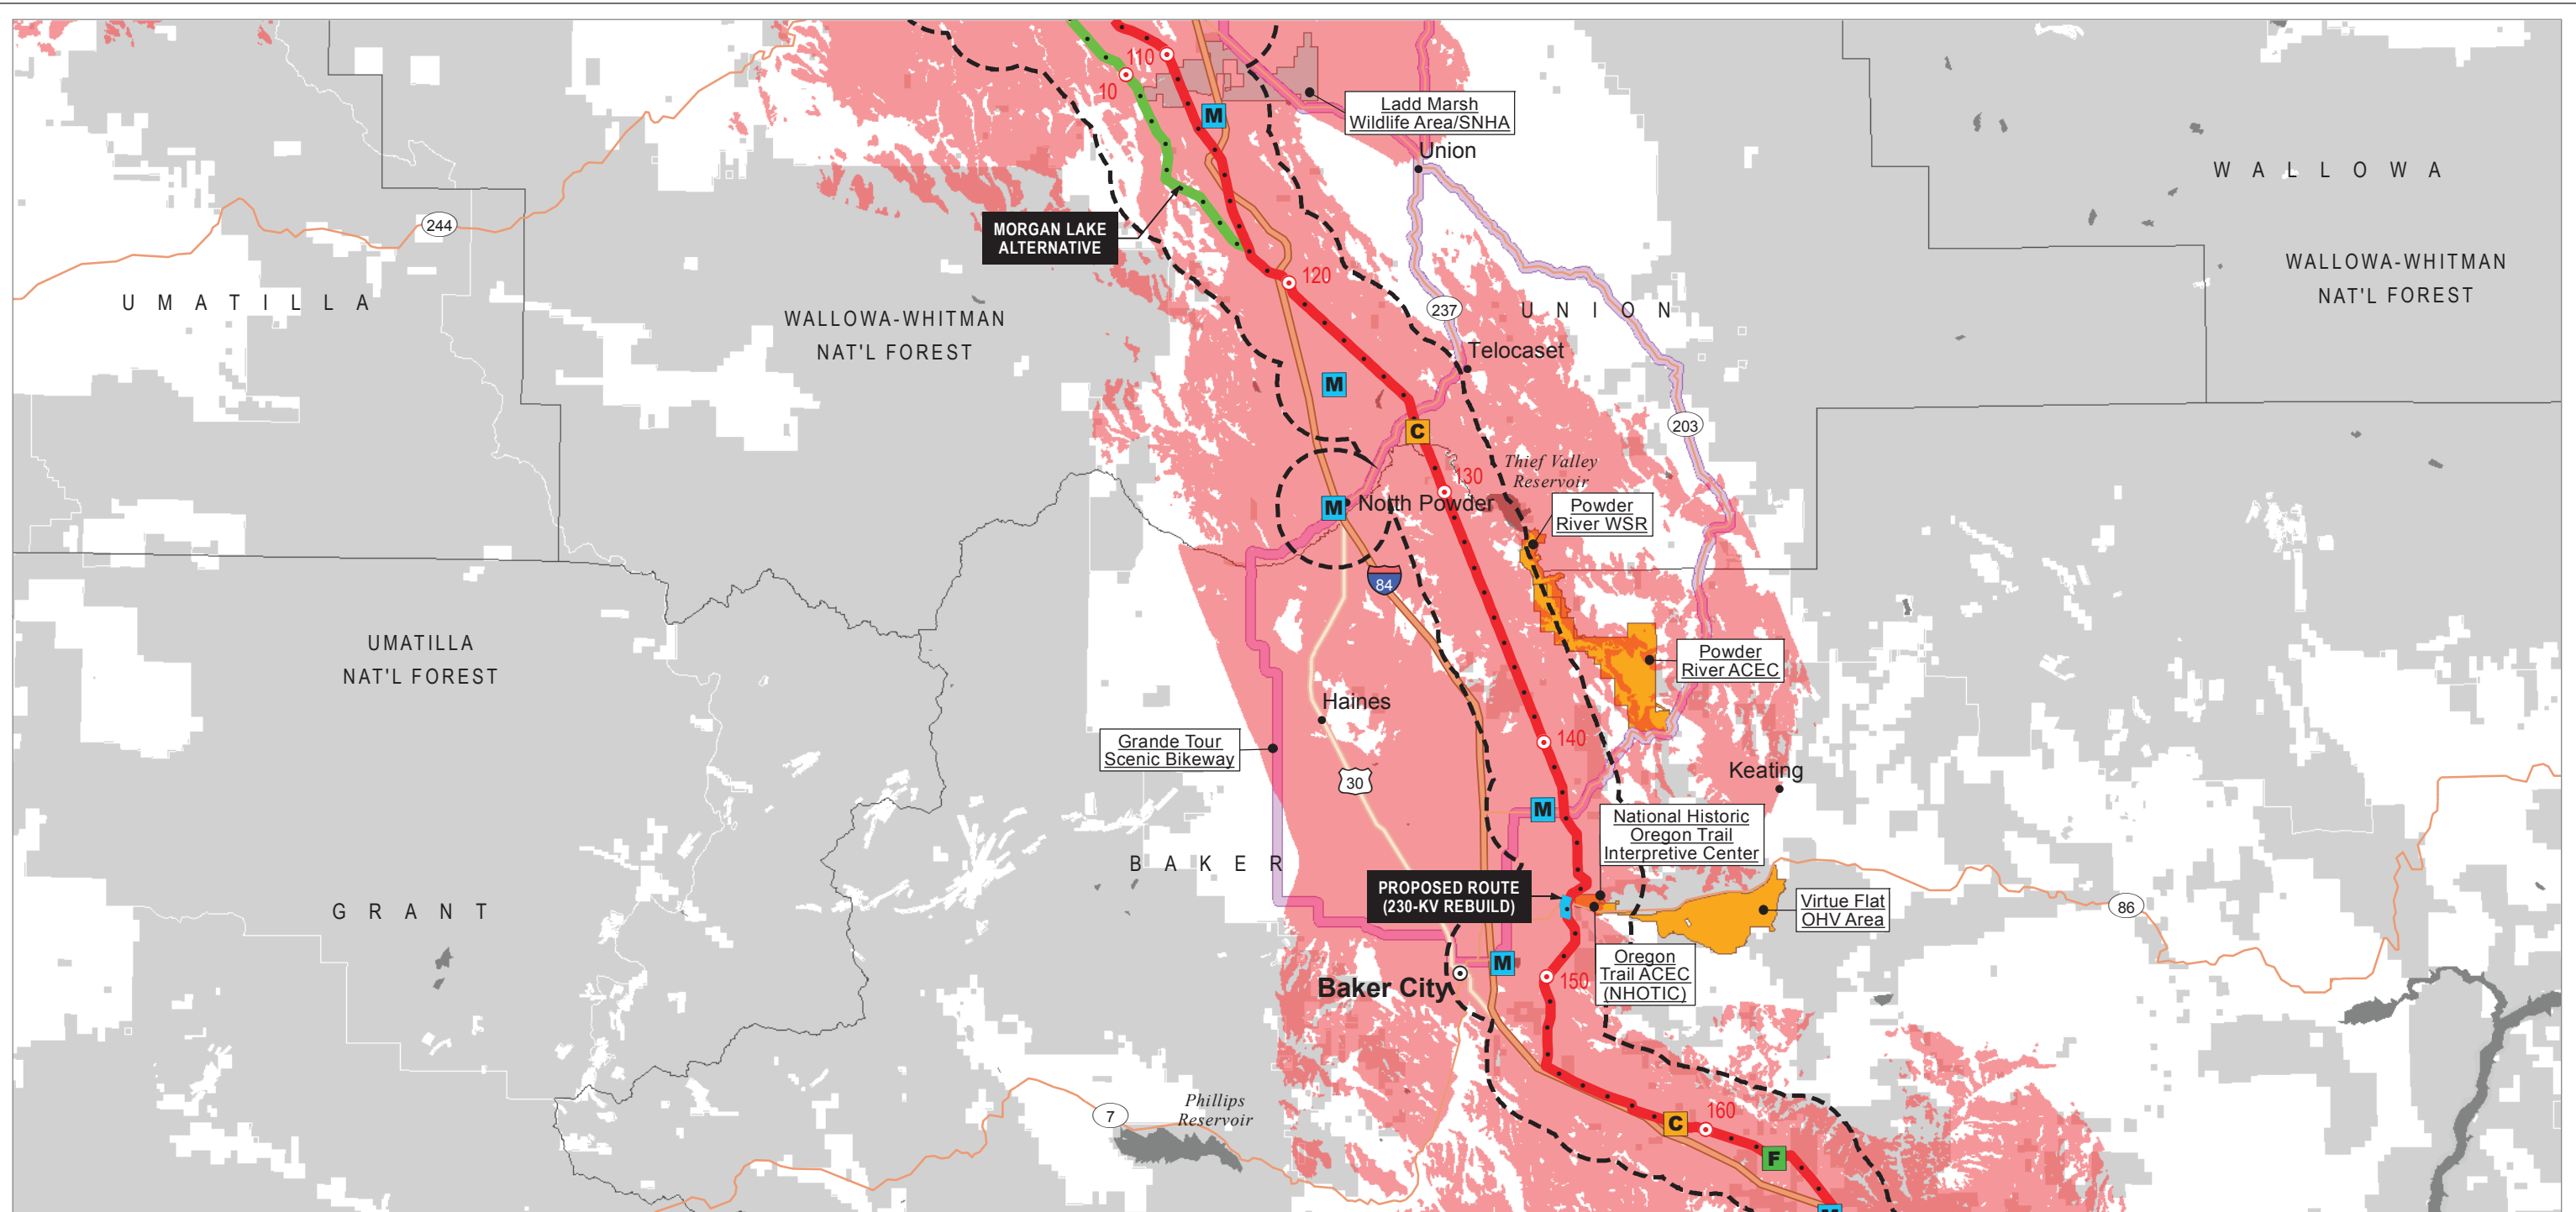 110
10
M
Ladd Marsh
Wildlife Area/SNHA
Union
W A L L O W A
MORGAN LAKE
ALTERNATIVE
244
120
WALLOWA-WHITMAN
NAT'L FOREST
U M A T I L L A
237
U N I O N
WALLOWA-WHITMAN
NAT'L FOREST
Telocaset
M
C
203
130
Thief Valley
Reservoir
M
North Powder
Powder
River WSR
84
UMATILLA
NAT'L FOREST
Powder
River ACEC
Haines
140
Grande Tour
Scenic Bikeway
30
Keating
M
National Historic
Oregon Trail
Interpretive Center
B A K E R
PROPOSED ROUTE
(230-KV REBUILD)
Virtue Flat
OHV Area
86
G R A N T
M
Oregon
Trail ACEC
(NHOTIC)
Baker City
150
Phillips
Reservoir
7
C
160
F
M